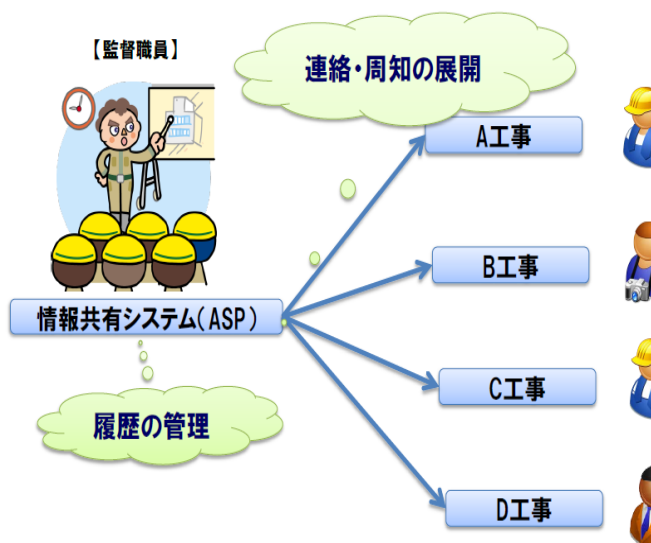 【監督職員】
連絡・周知の展開
A工事
B工事
情報共有システム(ASP)
C工事
履歴の管理
D工事